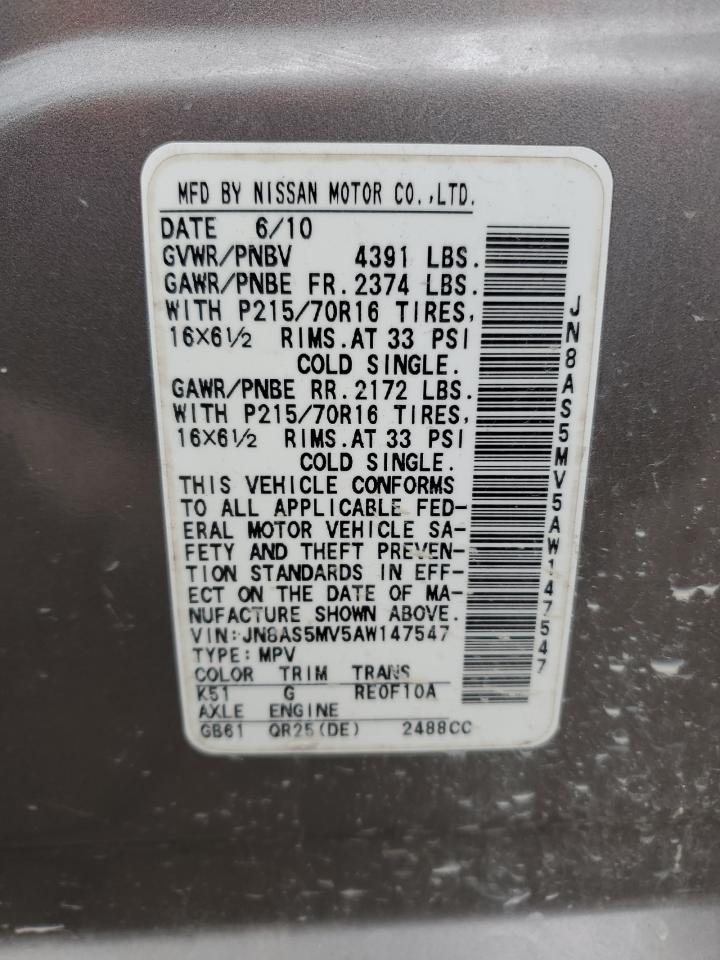 MFD BY NISSAN MOTOR CO.,LTD.
DATE 6/10
GVWR/PNBV 4391 LBS.
GAWR/PNBE FR.2374 LBS.
WITH P215/70R16 TIRES,
16×6½ RIMS.AT 33 PSI
COLD SINGLE.
GAWR/PNBE RR.2172 LBS.
WITH P215/70R16 TIRES,
16×6½ RIMS.AT 33 PSI
COLD SINGLE.
THIS VEHICLE CONFORMS
TO ALL APPLICABLE FED-
ERAL MOTOR VEHICLE SA-
FETY AND THEFT PREVEN-
TION STANDARDS IN EFF-
ECT ON THE DATE OF MA-
NUFACTURE SHOWN ABOVE.
VIN:JN8AS5MV5AW147547
TYPE:MPV
COLOR TRIM TRANS
K51 G RE0F10A
AXLE ENGINE
GB61 QR25(DE) 2488CC
JN8AS5MV5AW147547